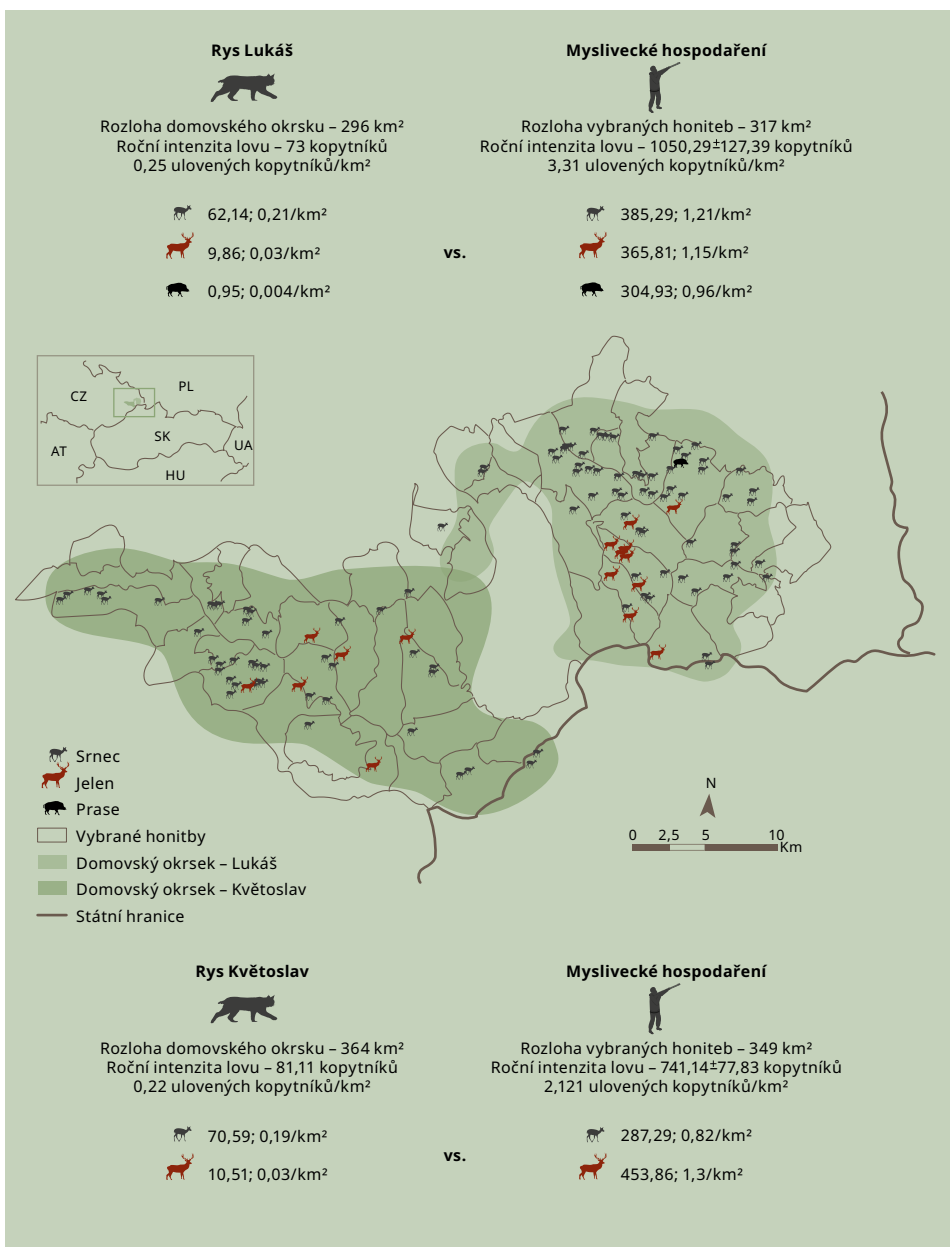 Rys Lukáš
Rozloha domovského okrsku – 296 km²
Roční intenzita lovu – 73 kopytníků
0,25 ulovených kopytníků/km²
62,14; 0,21/km²
9,86; 0,03/km²
0,95; 0,004/km²
vs.
Myslivecké hospodaření
Rozloha vybraných honiteb – 317 km²
Roční intenzita lovu – 1050,29±127,39 kopytníků
3,31 ulovených kopytníků/km²
385,29; 1,21/km²
365,81; 1,15/km²
304,93; 0,96/km²
CZ
PL
AT
SK
UA
HU
Srnec
Jelen
Prase
Vybrané honitby
Domovský okrsek – Lukáš
Domovský okrsek – Květoslav
Státní hranice
N
0 2,5 5 10
Km
Rys Květoslav
Rozloha domovského okrsku – 364 km²
Roční intenzita lovu – 81,11 kopytníků
0,22 ulovených kopytníků/km²
70,59; 0,19/km²
10,51; 0,03/km²
vs.
Myslivecké hospodaření
Rozloha vybraných honiteb – 349 km²
Roční intenzita lovu – 741,14±77,83 kopytníků
2,121 ulovených kopytníků/km²
287,29; 0,82/km²
453,86; 1,3/km²